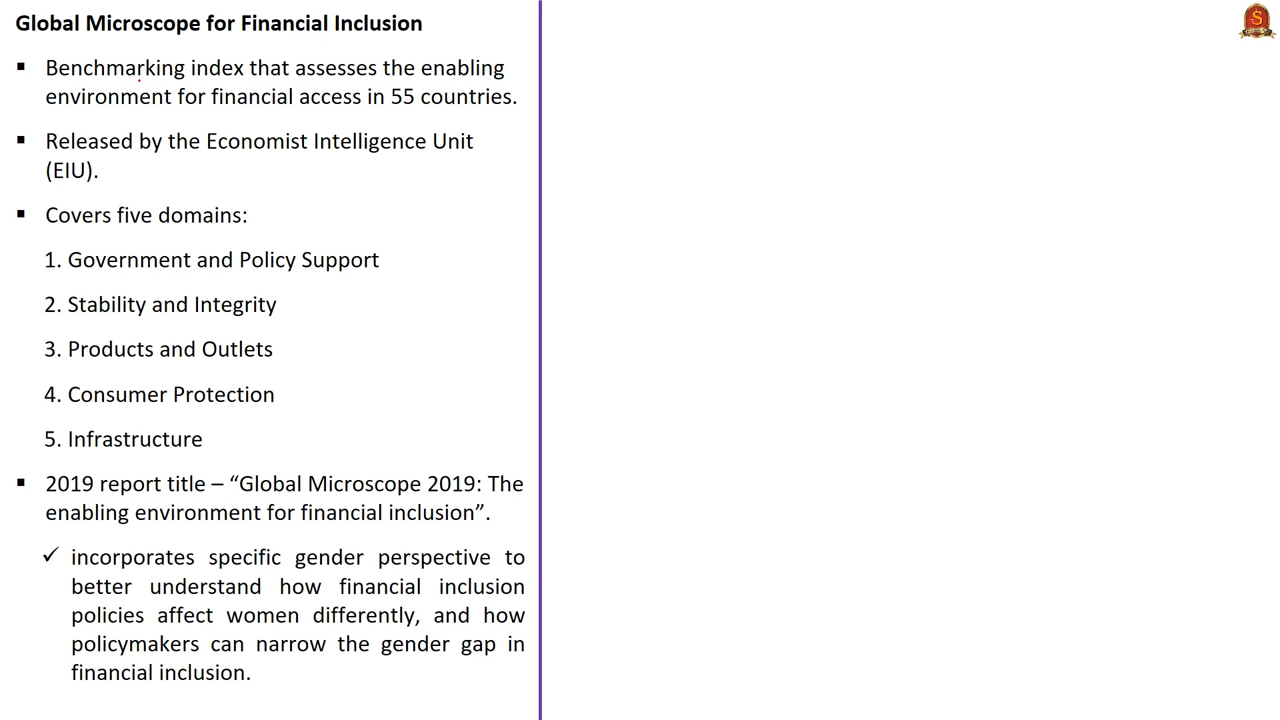 Global Microscope for Financial Inclusion
▪ Benchmarking index that assesses the enabling
environment for financial access in 55 countries.
▪ Released by the Economist Intelligence Unit
(EIU).
▪ Covers five domains:
1. Government and Policy Support
2. Stability and Integrity
3. Products and Outlets
4. Consumer Protection
5. Infrastructure
▪ 2019 report title – “Global Microscope 2019: The
enabling environment for financial inclusion”.
✓ incorporates specific gender perspective to
better understand how financial inclusion
policies affect women differently, and how
policymakers can narrow the gender gap in
financial inclusion.
S